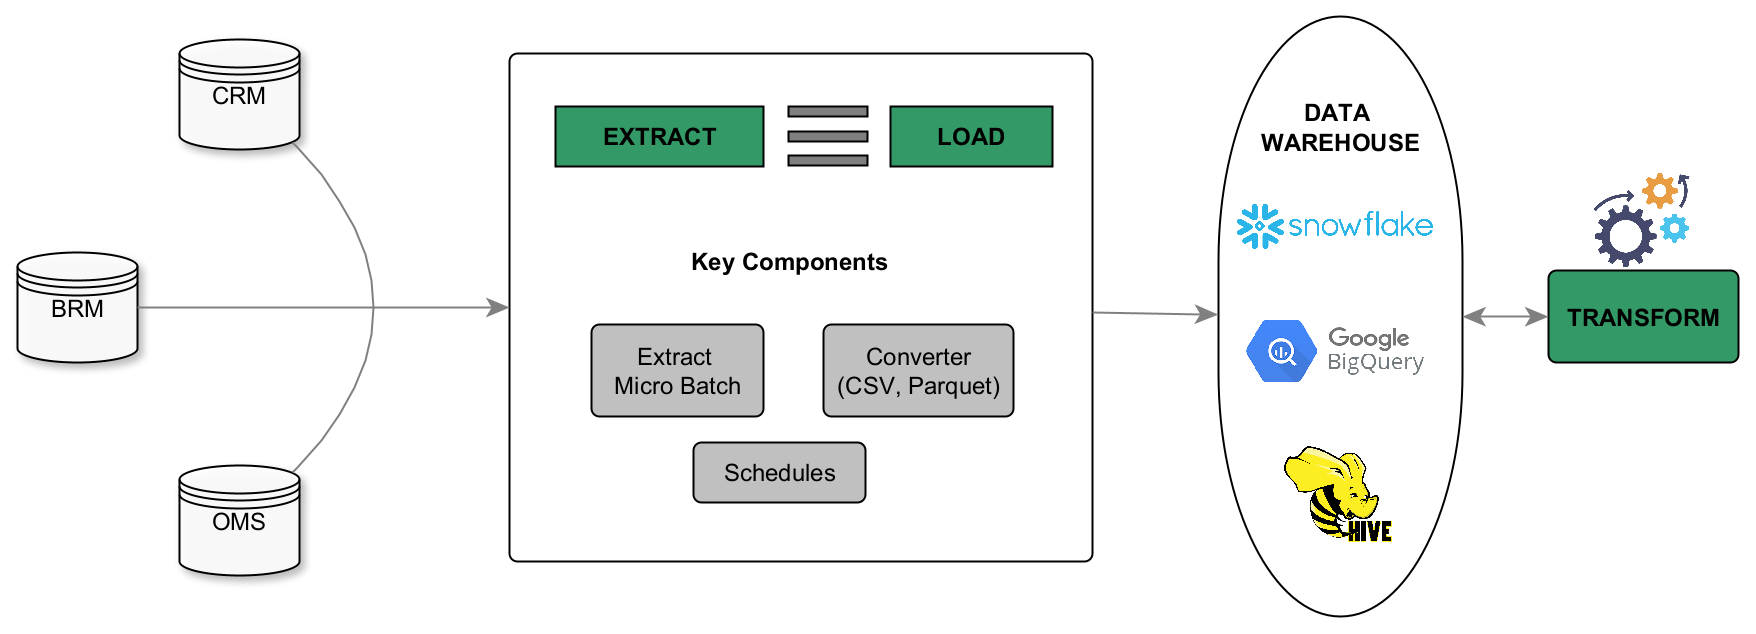 CRM
BRM
OMS
EXTRACT
LOAD
Key Components
Extract
Micro Batch
Converter
(CSV, Parquet)
Schedules
DATA
WAREHOUSE
snowflake
Google
BigQuery
HIVE
TRANSFORM